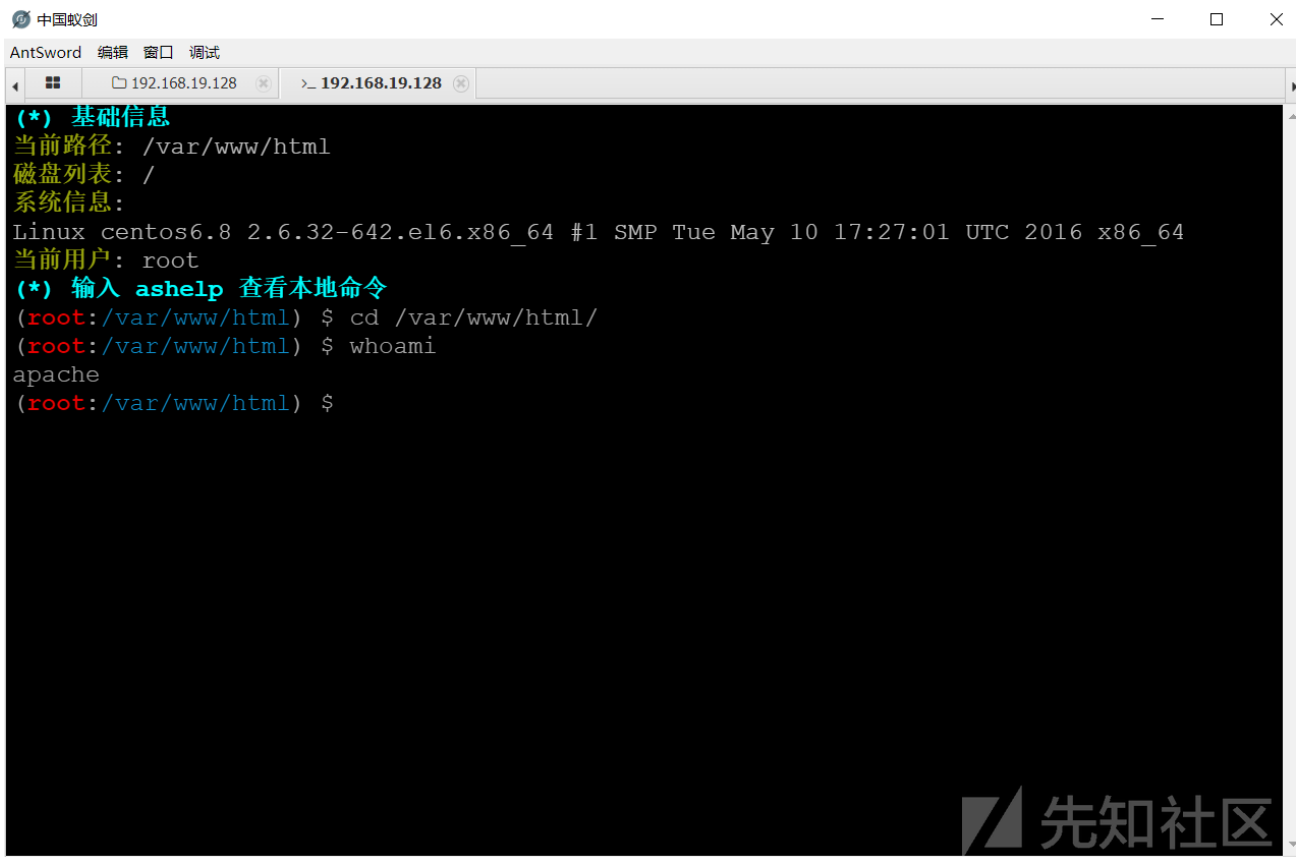 中国蚁剑
AntSword 编辑 窗口 调试
192.168.19.128 >_ 192.168.19.128
(*) 基础信息
当前路径: /var/www/html
磁盘列表: /
系统信息:
Linux centos6.8 2.6.32-642.el6.x86_64 #1 SMP Tue May 10 17:27:01 UTC 2016 x86_64
当前用户: root
(*) 输入 ashelp 查看本地命令
(root:/var/www/html) $ cd /var/www/html/
(root:/var/www/html) $ whoami
apache
(root:/var/www/html) $
先知社区